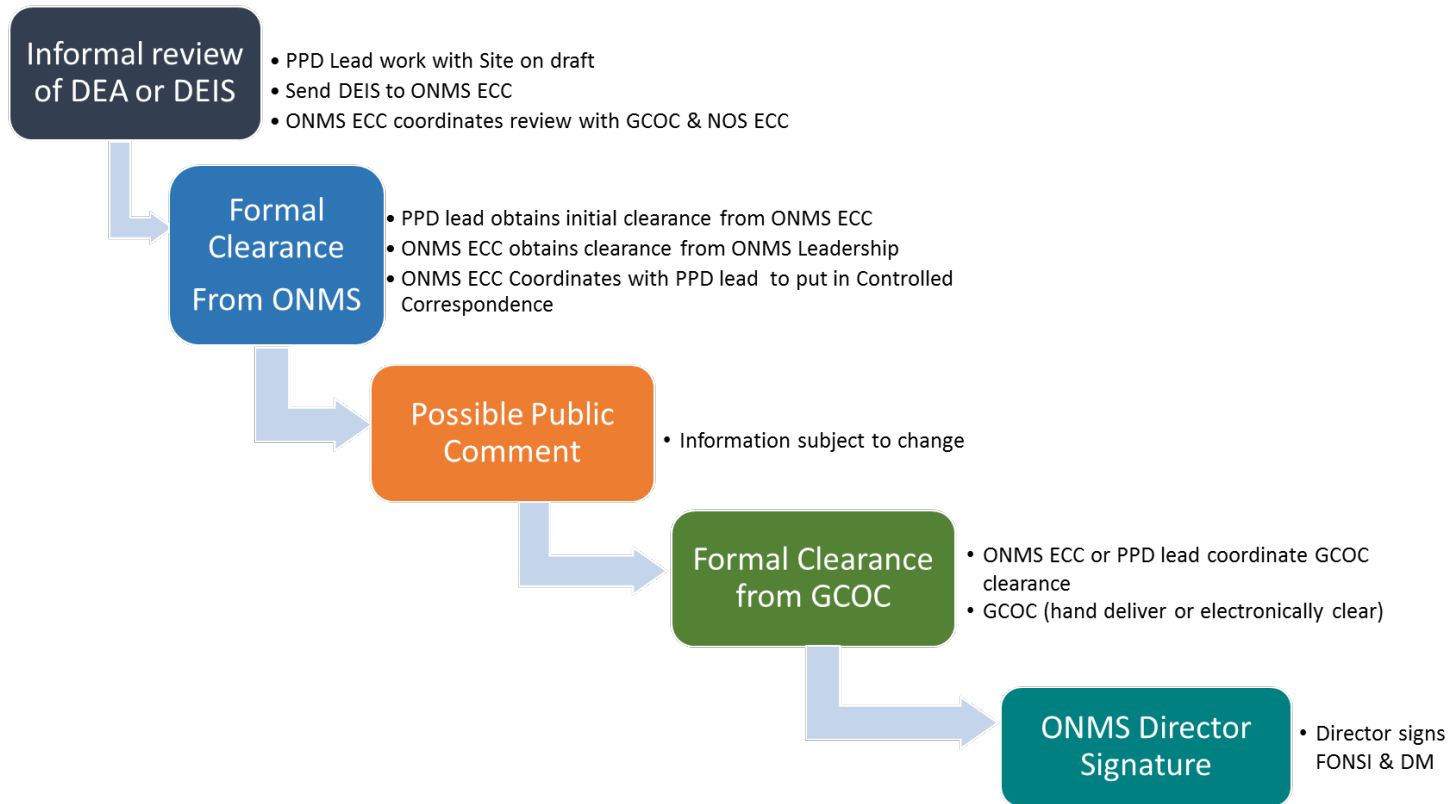 Informal review
of DEA or DEIS
• PPD Lead work with Site on draft
• Send DEIS to ONMS ECC
• ONMS ECC coordinates review with GCOC & NOS ECC
Formal
Clearance
From ONMS
• PPD lead obtains initial clearance from ONMS ECC
• ONMS ECC obtains clearance from ONMS Leadership
• ONMS ECC Coordinates with PPD lead to put in Controlled
Correspondence
Possible Public
Comment
• Information subject to change
Formal Clearance
from GCOC
• ONMS ECC or PPD lead coordinate GCOC
clearance
• GCOC (hand deliver or electronically clear)
ONMS Director
Signature
• Director signs
FONSI & DM